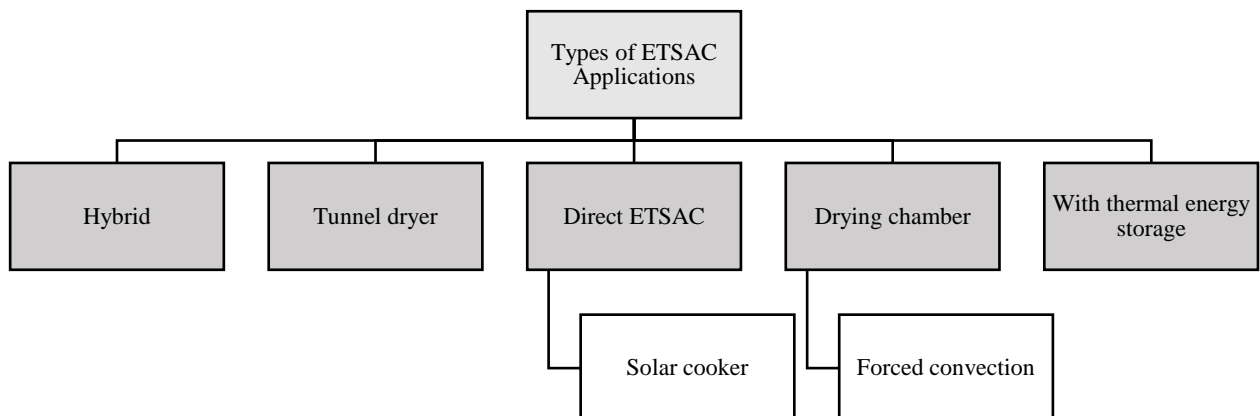 Types of ETSAC
Applications
Hybrid
Tunnel dryer
Direct ETSAC
Drying chamber
With thermal energy
storage
Solar cooker
Forced convection